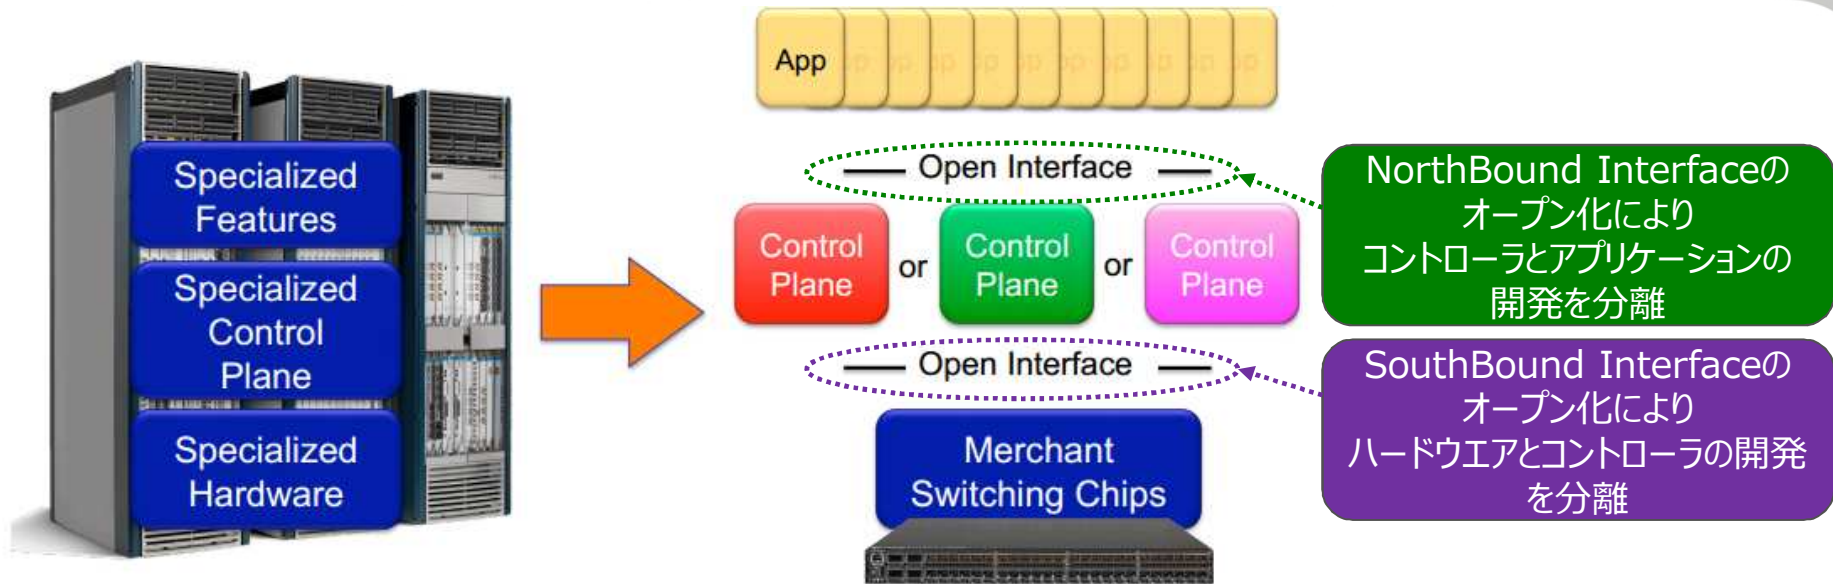 Specialized
Features
Specialized
Control
Plane
Specialized
Hardware
App
Open Interface
Control
Plane
or
Control
Plane
or
Control
Plane
Open Interface
Merchant
Switching Chips
NorthBound Interfaceの
オープン化により
コントローラとアプリケーションの
開発を分離
SouthBound Interfaceの
オープン化により
ハードウエアとコントローラの開発
を分離